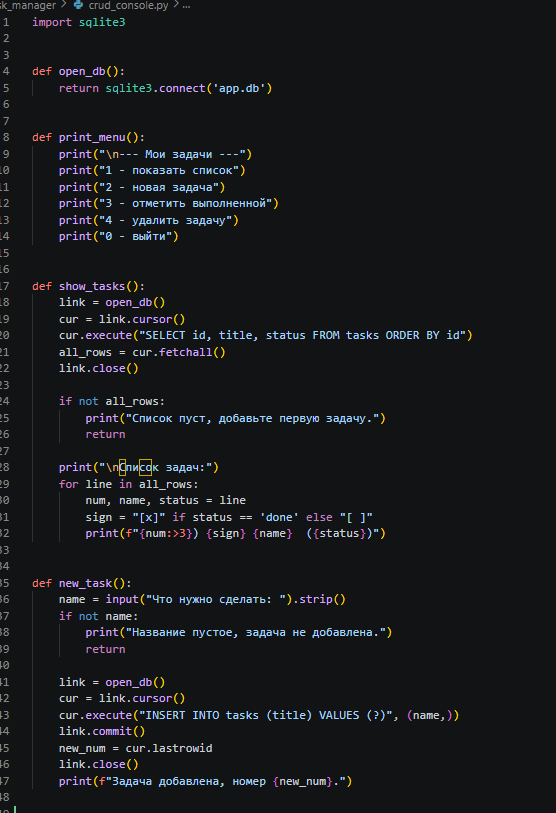 sk_manager > crud_console.py > ...
1 import sqlite3
2
3
4 def open_db():
5     return sqlite3.connect('app.db')
6
7
8 def print_menu():
9     print("\n--- Мои задачи ---")
10     print("1 - показать список")
11     print("2 - новая задача")
12     print("3 - отметить выполненной")
13     print("4 - удалить задачу")
14     print("0 - выйти")
15
16
17 def show_tasks():
18     link = open_db()
19     cur = link.cursor()
20     cur.execute("SELECT id, title, status FROM tasks ORDER BY id")
21     all_rows = cur.fetchall()
22     link.close()
23
24     if not all_rows:
25         print("Список пуст, добавьте первую задачу.")
26         return
27
28     print("\nСписок задач:")
29     for line in all_rows:
30         num, name, status = line
31         sign = "[x]" if status == 'done' else "[ ]"
32         print(f"{num:>3}) {sign} {name}  ({status})")
33
34
35 def new_task():
36     name = input("Что нужно сделать: ").strip()
37     if not name:
38         print("Название пустое, задача не добавлена.")
39         return
40
41     link = open_db()
42     cur = link.cursor()
43     cur.execute("INSERT INTO tasks (title) VALUES (?)", (name,))
44     link.commit()
45     new_num = cur.lastrowid
46     link.close()
47     print(f"Задача добавлена, номер {new_num}.")
48